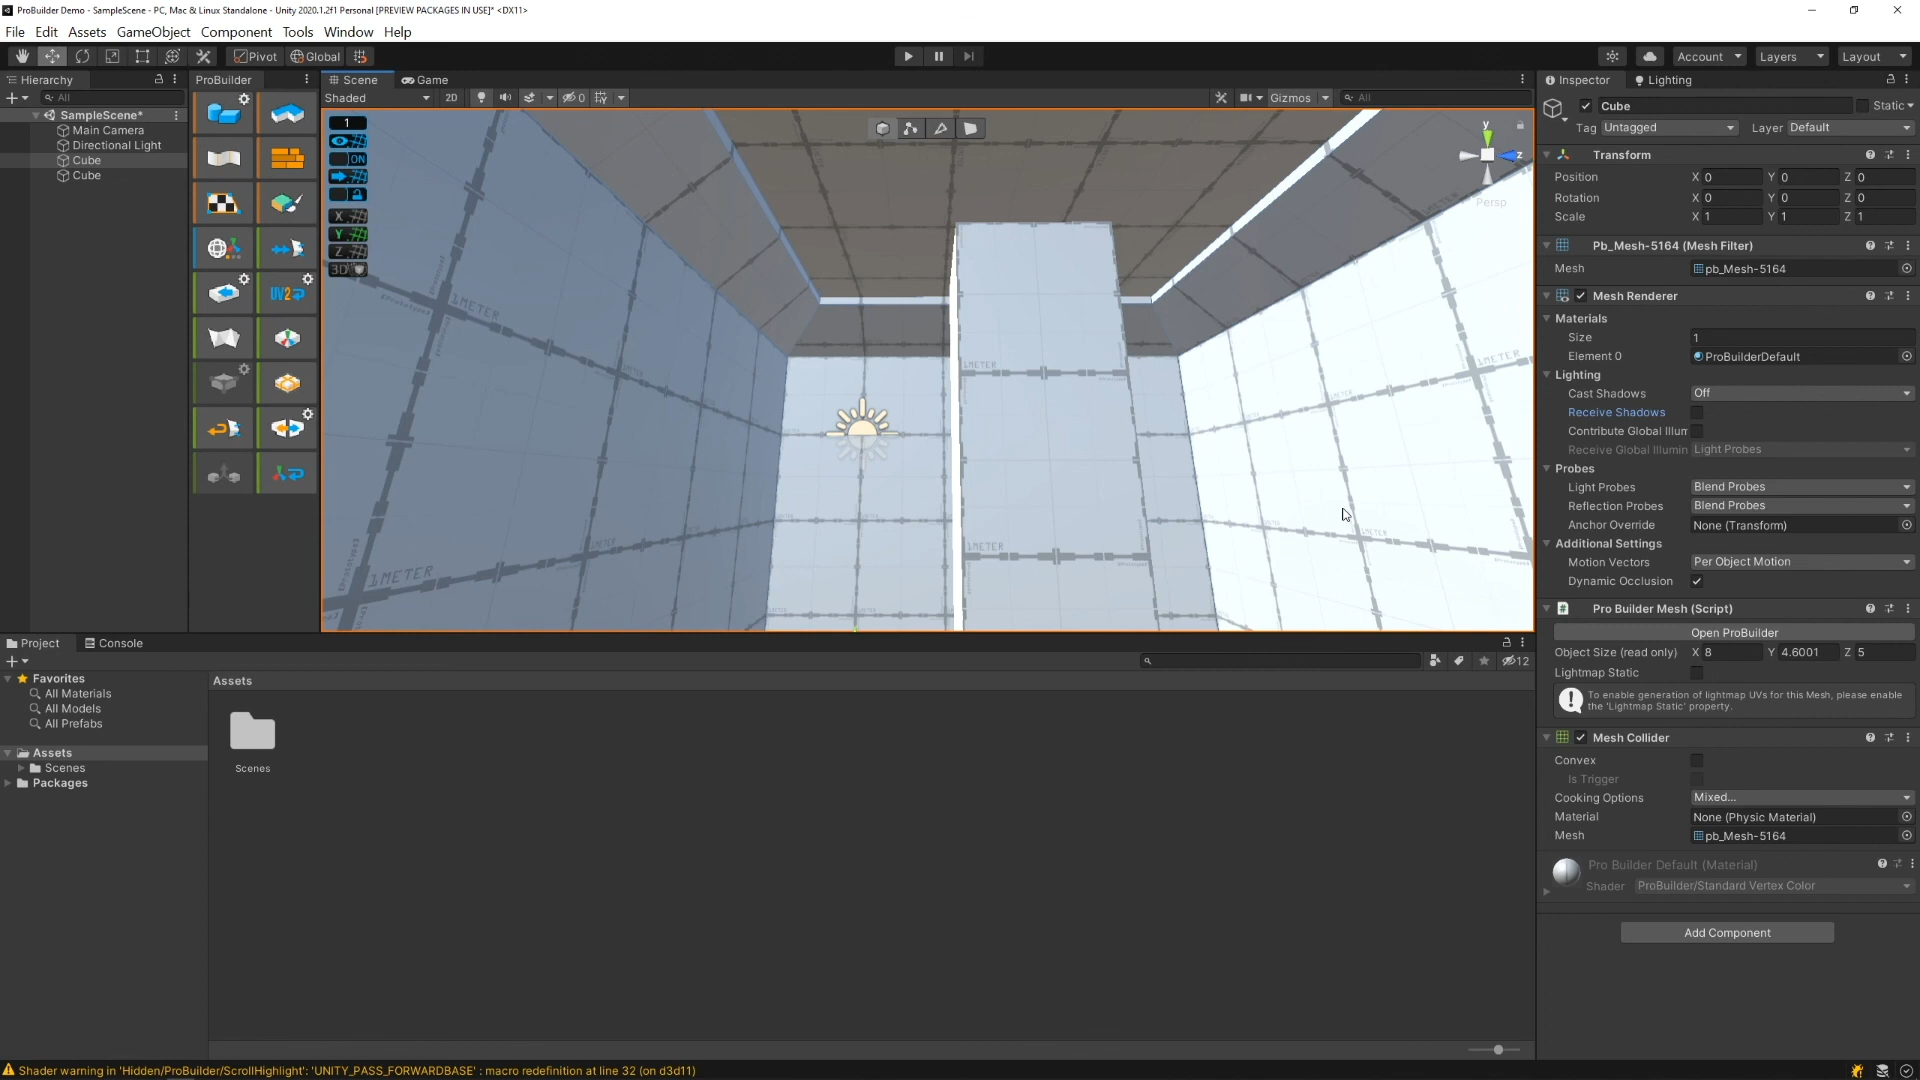 ProBuilder Demo - SampleScene - PC, Mac & Linux Standalone - Unity 2020.1.2f1 Personal [PREVIEW PACKAGES IN USE]* <DX11>
File Edit Assets GameObject Component Tools Window Help
Pivot Global Account Layers Layout
Hierarchy ProBuilder Scene Game Inspector Lighting
All
Shaded 2D 0 Gizmos All
SampleScene*
Main Camera
Directional Light
Cube
Cube
UV2
1
ON
X
Y
Z
3D
y
z
Persp
1METER
1METER
1METER
1METER
1METER
Cube Static
Tag Untagged Layer Default
Transform
Position X 0 Y 0 Z 0
Rotation X 0 Y 0 Z 0
Scale X 1 Y 1 Z 1
Pb_Mesh-5164 (Mesh Filter)
Mesh pb_Mesh-5164
Mesh Renderer
Materials
Size 1
Element 0 ProBuilderDefault
Lighting
Cast Shadows Off
Receive Shadows
Contribute Global Illum
Receive Global Illumin Light Probes
Probes
Light Probes Blend Probes
Reflection Probes Blend Probes
Anchor Override None (Transform)
Additional Settings
Motion Vectors Per Object Motion
Dynamic Occlusion
Pro Builder Mesh (Script)
Open ProBuilder
Object Size (read only) X 8 Y 4.6001 Z 5
Lightmap Static
To enable generation of lightmap UVs for this Mesh, please enable
the 'Lightmap Static' property.
Mesh Collider
Convex
Is Trigger
Cooking Options Mixed...
Material None (Physic Material)
Mesh pb_Mesh-5164
Pro Builder Default (Material)
Shader ProBuilder/Standard Vertex Color
Add Component
Project Console
12
Favorites
All Materials
All Models
All Prefabs
Assets
Scenes
Packages
Assets
Scenes
Shader warning in 'Hidden/ProBuilder/ScrollHighlight': 'UNITY_PASS_FORWARDBASE' : macro redefinition at line 32 (on d3d11)